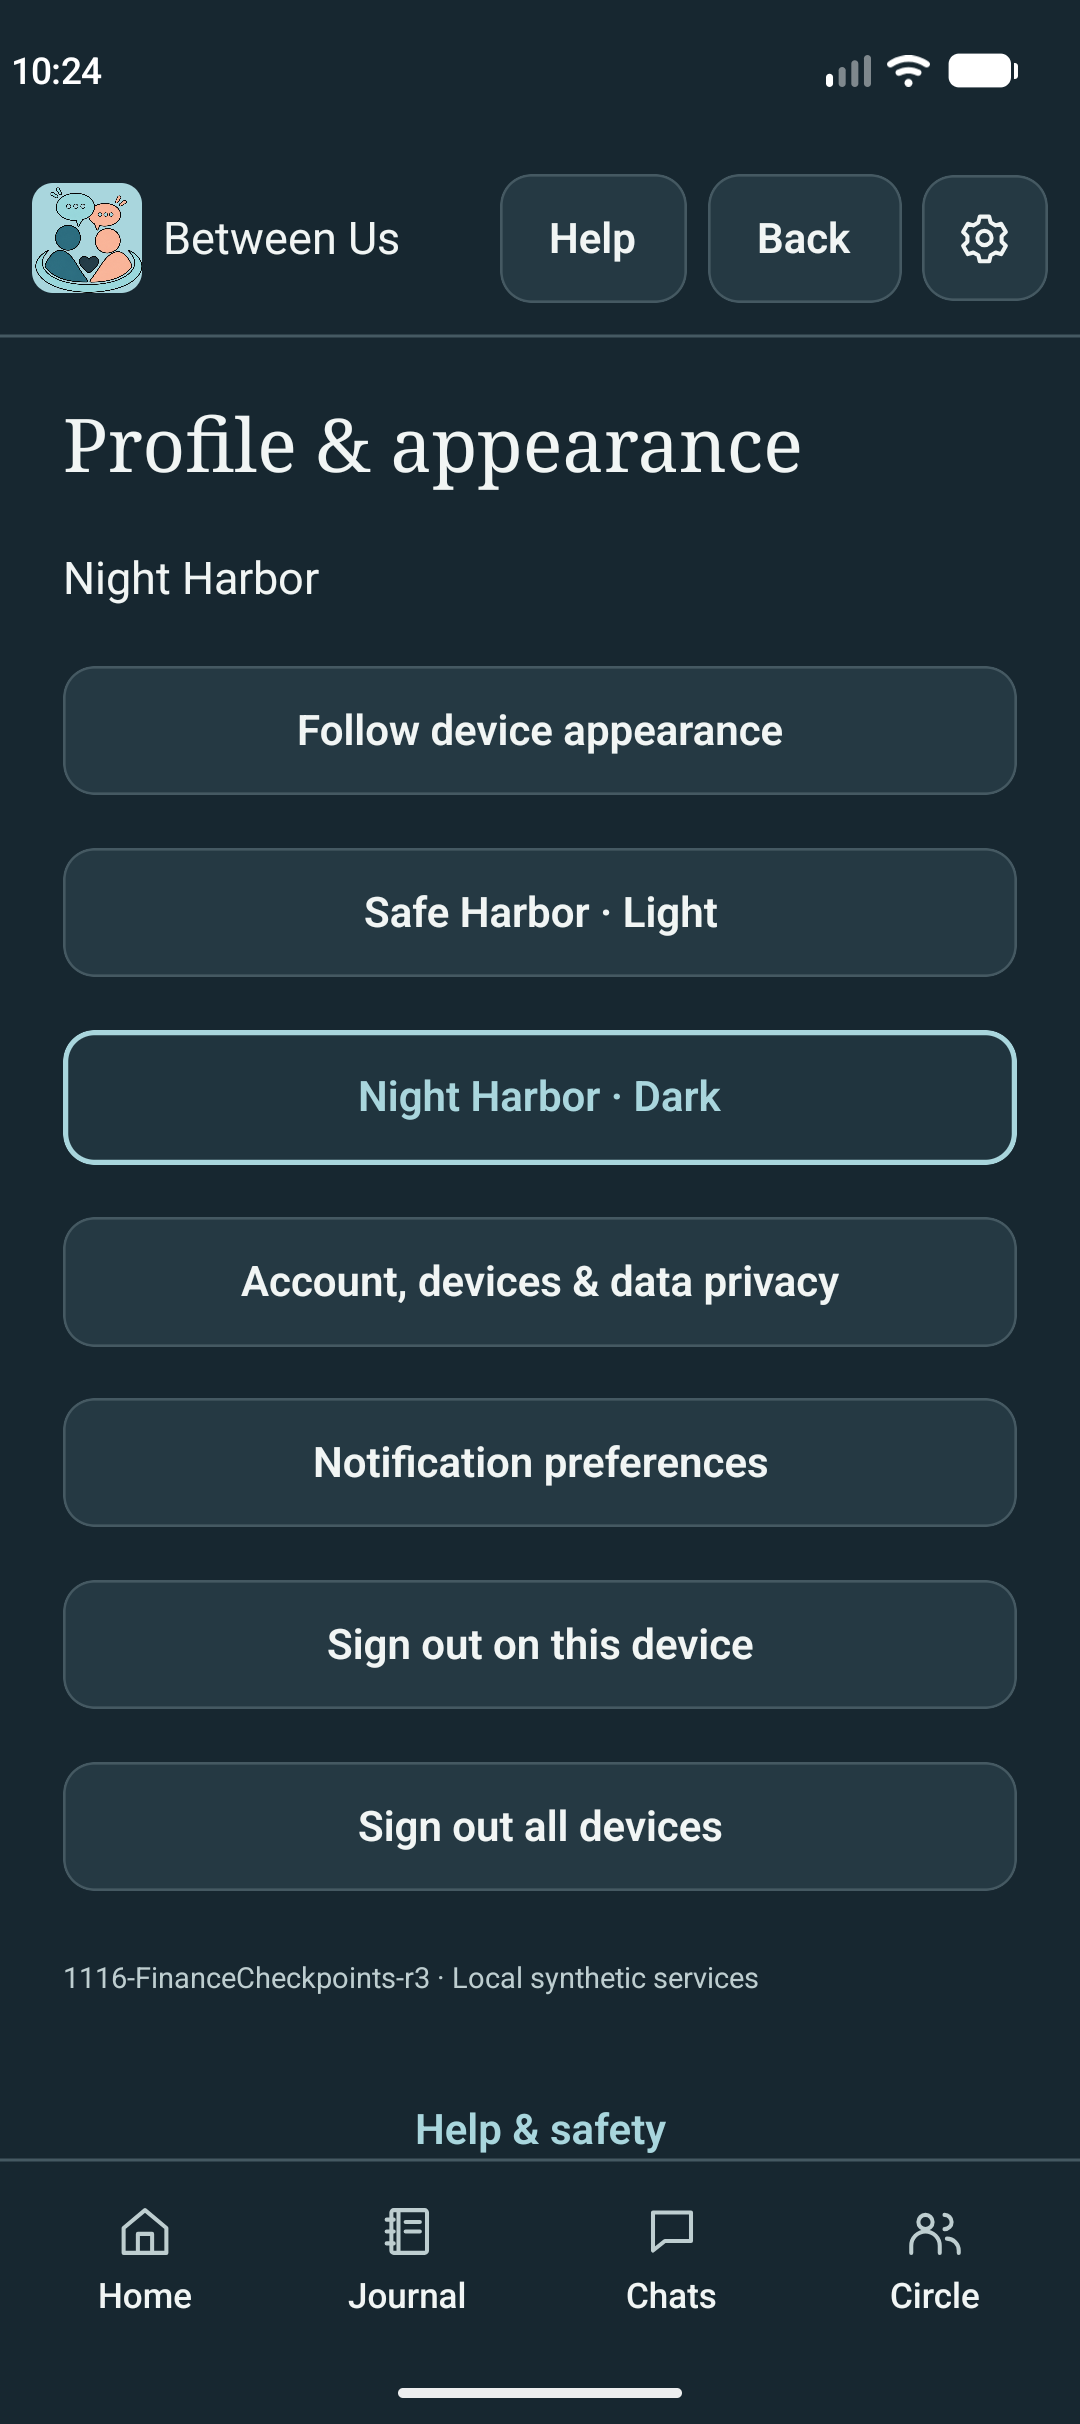 10:24
Between Us
Help
Back
Profile & appearance
Night Harbor
Follow device appearance
Safe Harbor · Light
Night Harbor · Dark
Account, devices & data privacy
Notification preferences
Sign out on this device
Sign out all devices
1116-FinanceCheckpoints-r3 · Local synthetic services
Help & safety
Home
Journal
Chats
Circle